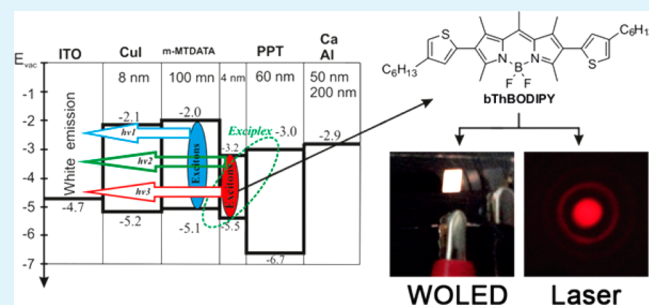 E vac
ITO
CuI
m-MTDATA
PPT
Ca
Al
8 nm
100 mn
4 nm
60 nm
50 nm
200 nm
-1
-2
-3
-4
-5
-6
-7
White emission
-4.7
-2.1
-5.2
-2.0
-5.1
-3.2
-5.5
-3.0
-6.7
-2.9
hv1
hv2
hv3
Excitons
Excitons
Exciplex
C6H13
S
N
N
B
F
F
S
C6H13
bThBODIPY
WOLED
Laser